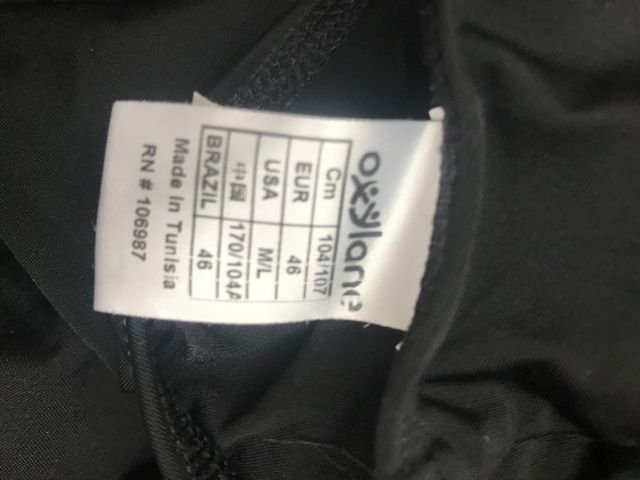 oxylane
Cm 104/107
EUR 46
USA M/L
中国 170/104A
BRAZIL 46
Made in Tunisia
RN # 106987